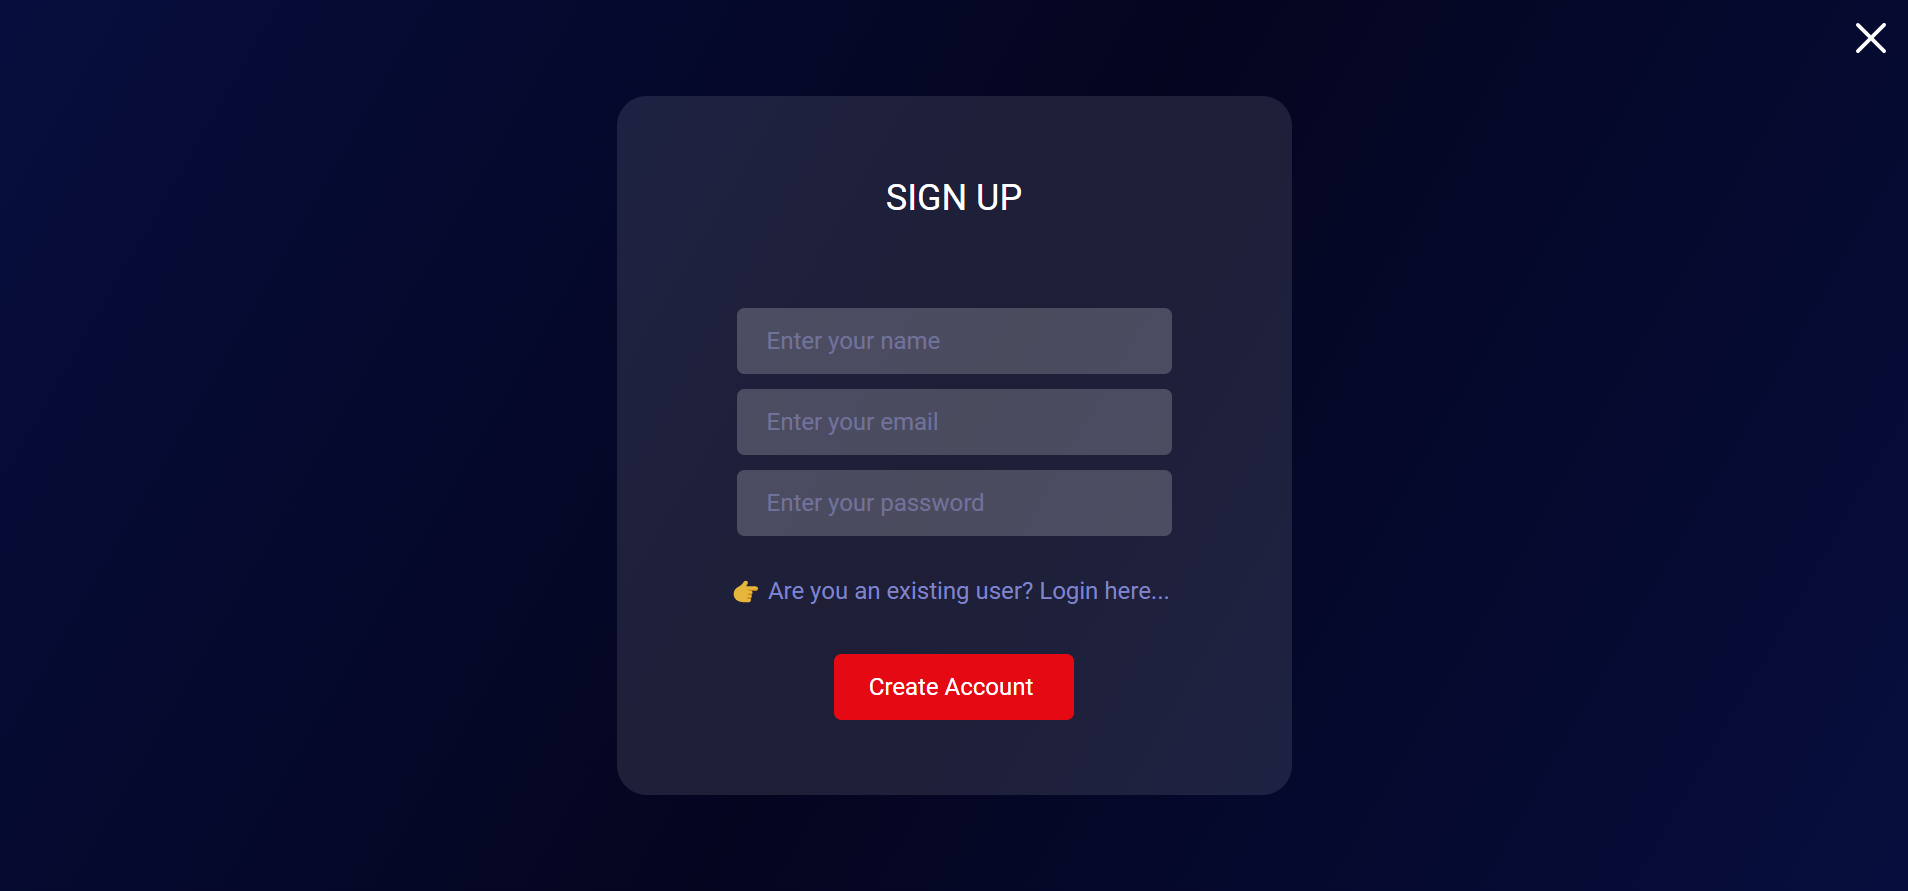 SIGN UP
Enter your name
Enter your email
Enter your password
👉 Are you an existing user? Login here...
Create Account